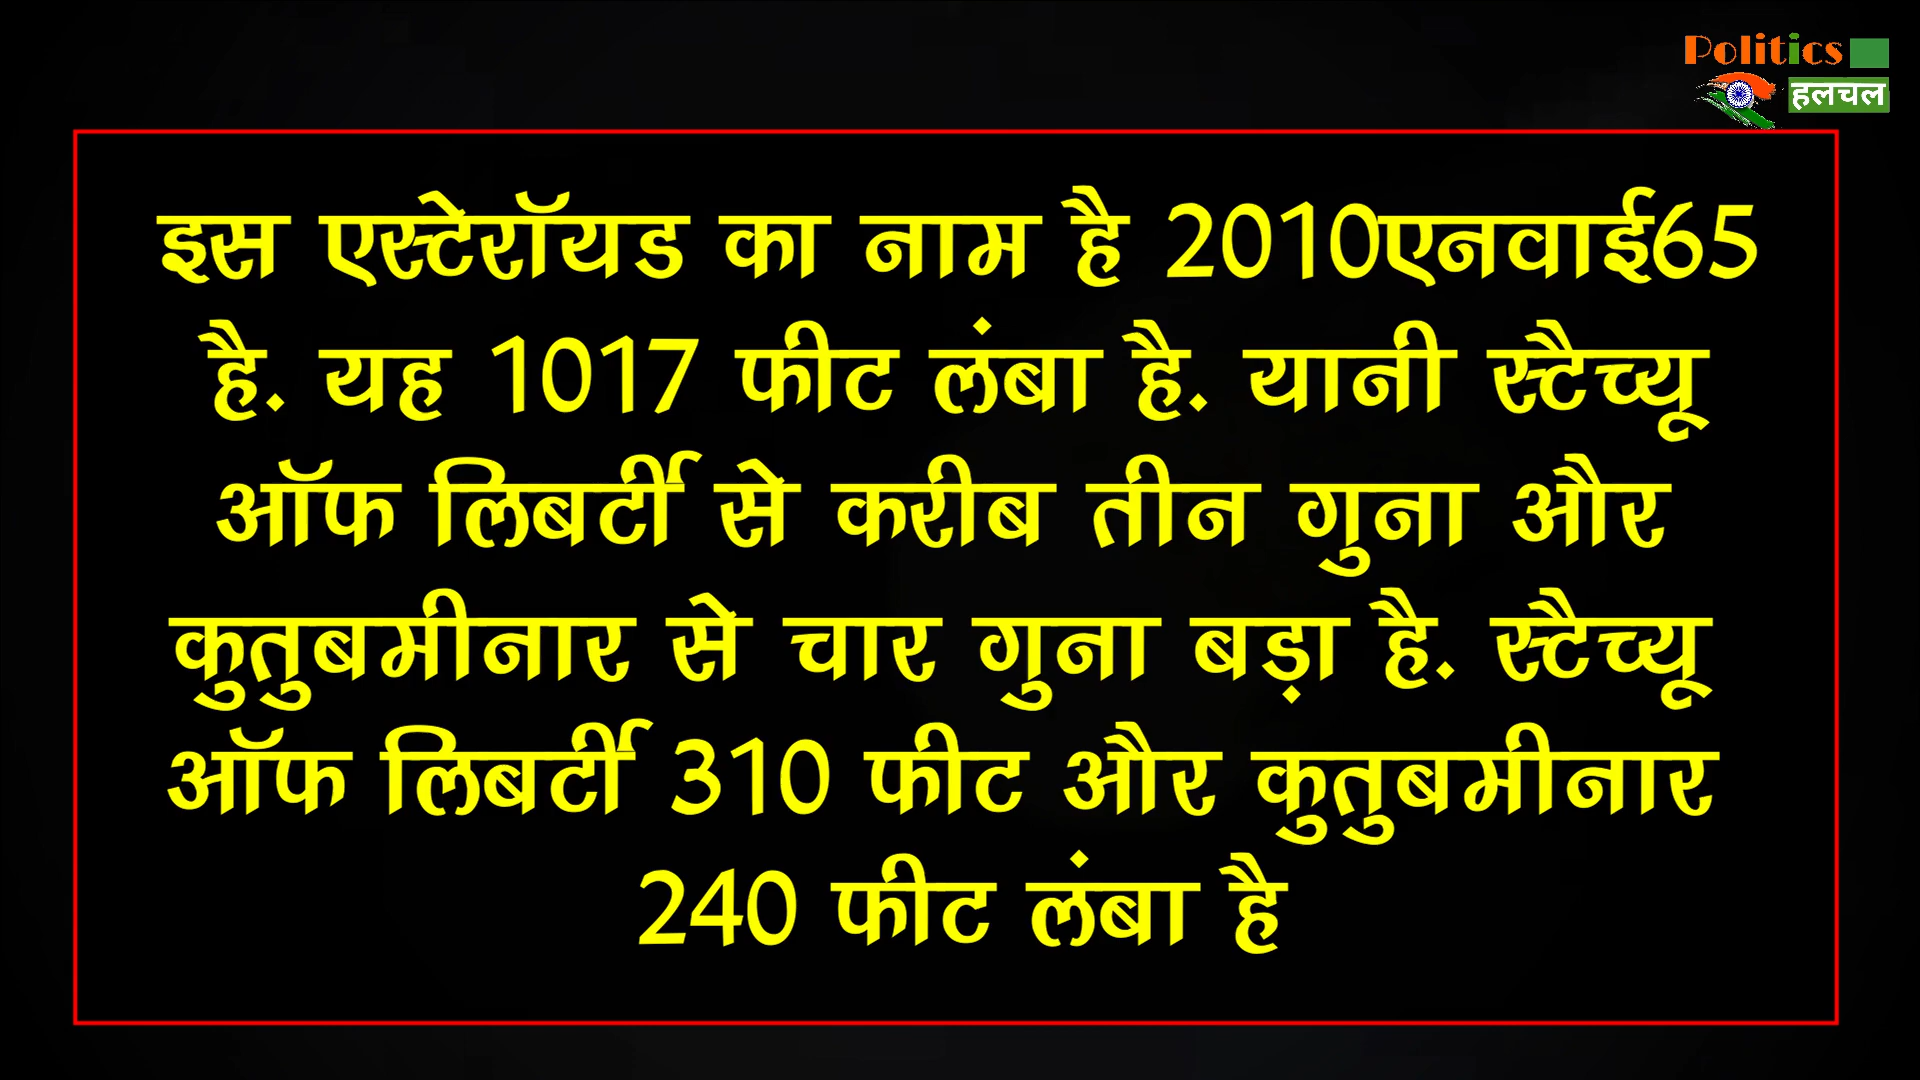 Politics
हलचल
इस एस्टेरॉयड का नाम है 2010एनवाई65
है. यह 1017 फीट लंबा है. यानी स्टैच्यू
ऑफ लिबर्टी से करीब तीन गुना और
कुतुबमीनार से चार गुना बड़ा है. स्टैच्यू
ऑफ लिबर्टी 310 फीट और कुतुबमीनार
240 फीट लंबा है